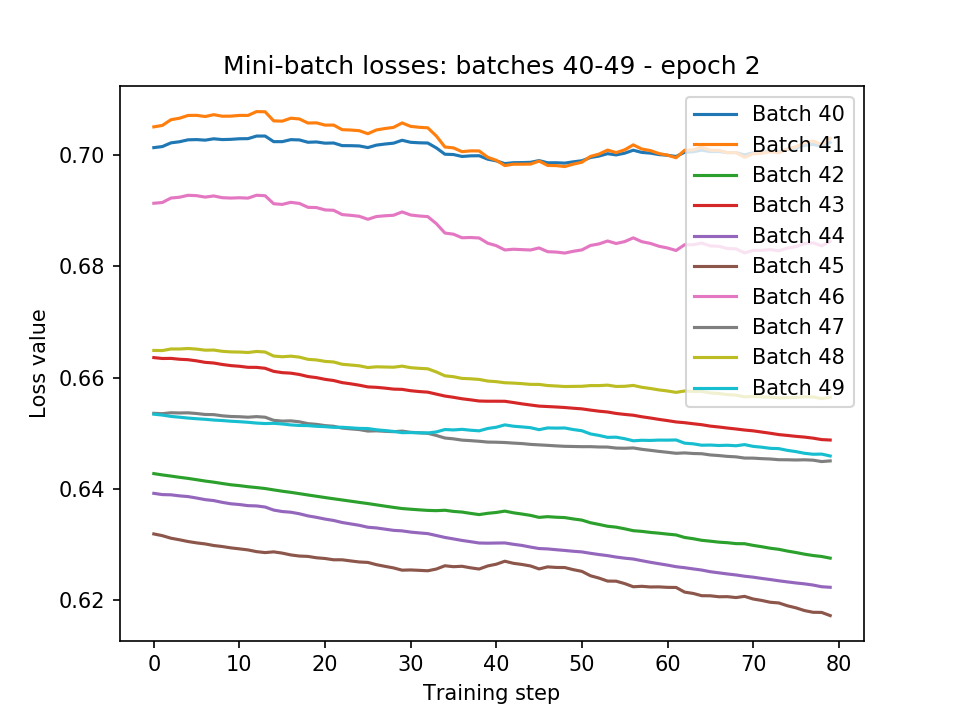 Mini-batch losses: batches 40-49 - epoch 2
Loss value
0.70
0.68
0.66
0.64
0.62
Batch 40
Batch 41
Batch 42
Batch 43
Batch 44
Batch 45
Batch 46
Batch 47
Batch 48
Batch 49
0 10 20 30 40 50 60 70 80
Training step